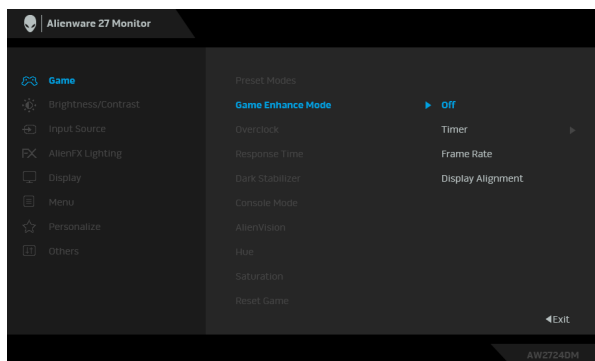 Alienware 27 Monitor
Game
Brightness/Contrast
Input Source
AlienFX Lighting
Display
Menu
Personalize
Others
Preset Modes
Game Enhance Mode
Overclock
Response Time
Dark Stabilizer
Console Mode
AlienVision
Hue
Saturation
Reset Game
Off
Timer
Frame Rate
Display Alignment
Exit
AW2724DM